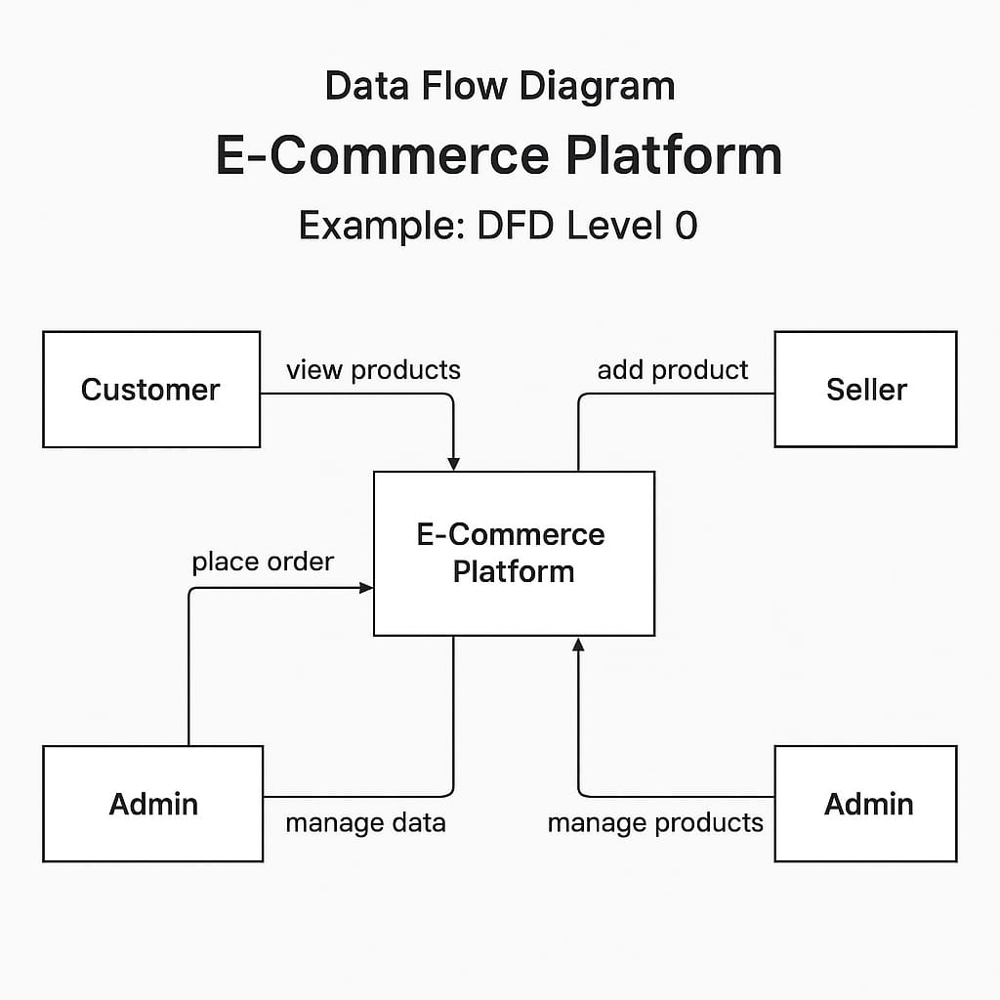 Data Flow Diagram
E-Commerce Platform
Example: DFD Level 0
Customer
view products
add product
Seller
E-Commerce
Platform
place order
Admin
manage data
manage products
Admin